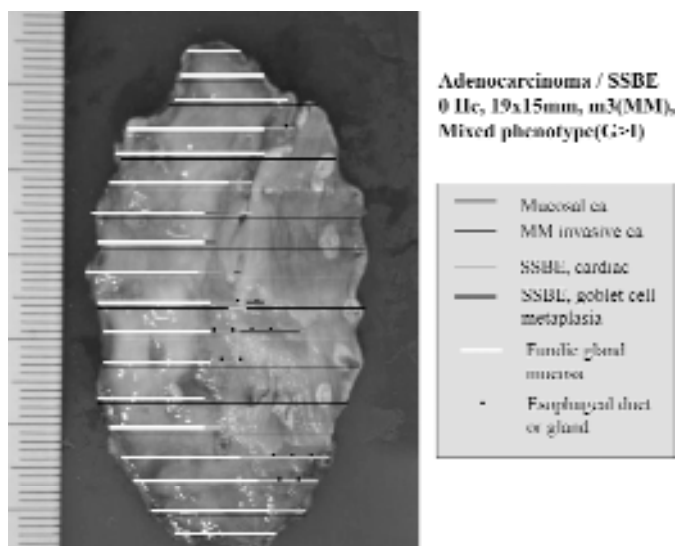 Adenocarcinoma / SSBE
0 IIc, 19x15mm, m3(MM),
Mixed phenotype(G>I)
Mucosal ca
MM invasive ca
SSBE, cardiac
SSBE, goblet cell
metaplasia
Fundic gland
mucosa
Esophageal duct
or gland